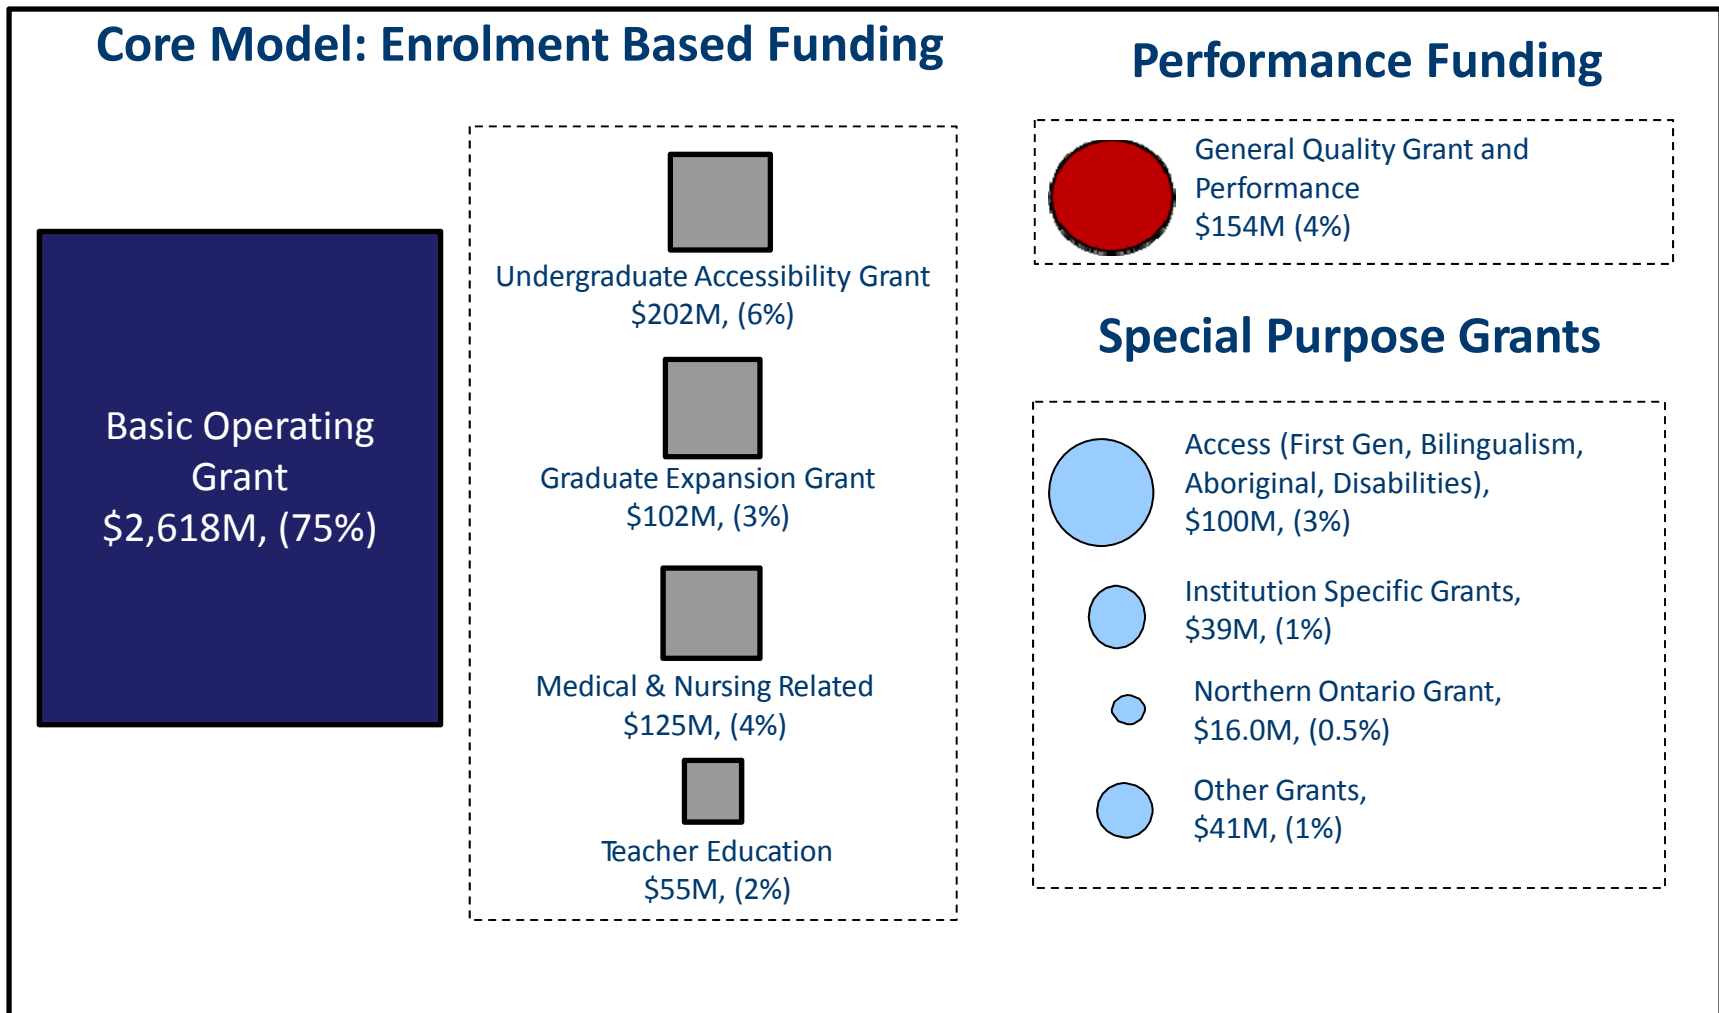 Core Model: Enrolment Based Funding
Basic Operating
Grant
$2,618M, (75%)
Undergraduate Accessibility Grant
$202M, (6%)
Graduate Expansion Grant
$102M, (3%)
Medical & Nursing Related
$125M, (4%)
Teacher Education
$55M, (2%)
Performance Funding
General Quality Grant and
Performance
$154M (4%)
Special Purpose Grants
Access (First Gen, Bilingualism,
Aboriginal, Disabilities),
$100M, (3%)
Institution Specific Grants,
$39M, (1%)
Northern Ontario Grant,
$16.0M, (0.5%)
Other Grants,
$41M, (1%)